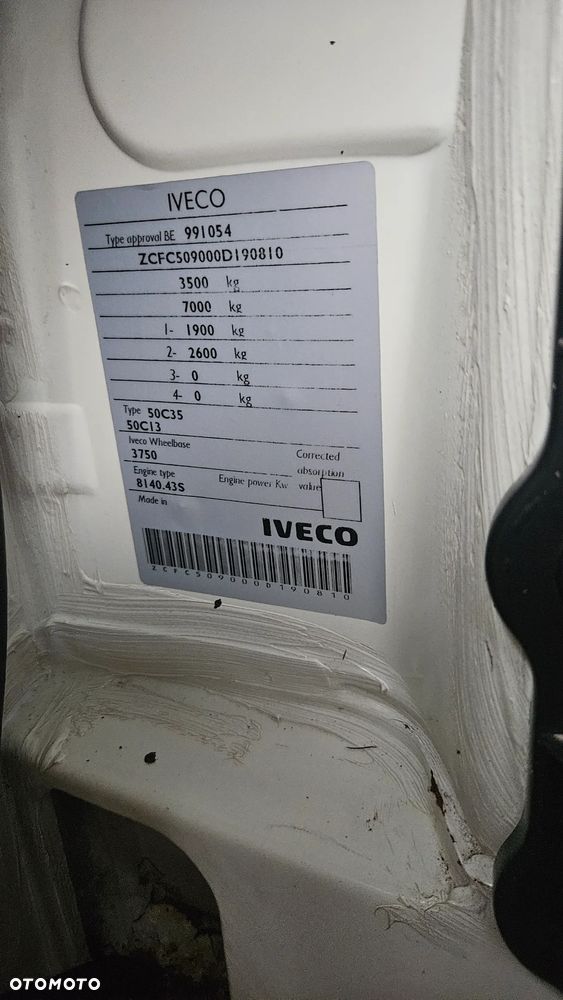 IVECO
Type approval BE 991054
ZCFC509000D190810
3500 kg
7000 kg
1- 1900 kg
2- 2600 kg
3- 0 kg
4- 0 kg
Type 50C35
50C13
Iveco Wheelbase
3750
Corrected
absorption
value
Engine type
8140.43S
Engine power Kw
Made in
IVECO
ZCFC509000D190810
OTOMOTO